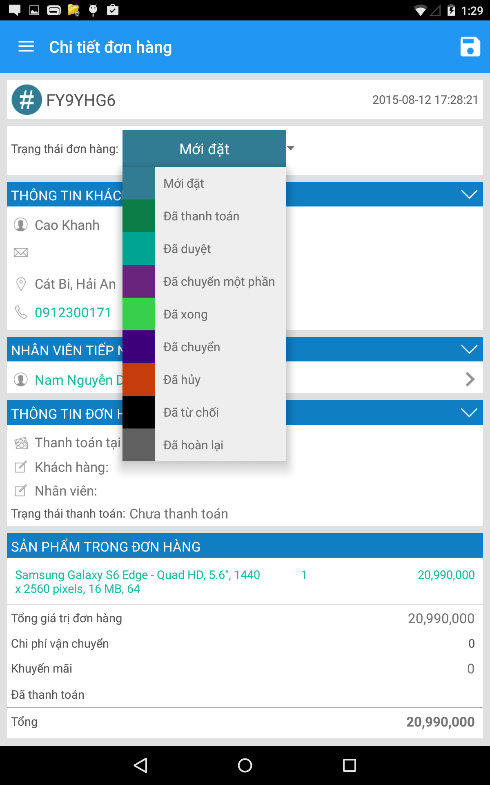 1:29
Chi tiết đơn hàng
# FY9YHG6
2015-08-12 17:28:21
Trạng thái đơn hàng: Mới đặt
Mới đặt
Đã thanh toán
Đã duyệt
Đã chuyển một phần
Đã xong
Đã chuyển
Đã hủy
Đã từ chối
Đã hoàn lại
THÔNG TIN KHÁC
Cao Khanh
Cát Bi, Hải An
0912300171
NHÂN VIÊN TIẾP N
Nam Nguyễn D
THÔNG TIN ĐƠN H
Thanh toán tại
Khách hàng:
Nhân viên:
Trạng thái thanh toán: Chưa thanh toán
SẢN PHẨM TRONG ĐƠN HÀNG
Samsung Galaxy S6 Edge - Quad HD, 5.6", 1440 1 20,990,000
x 2560 pixels, 16 MB, 64
Tổng giá trị đơn hàng 20,990,000
Chi phí vận chuyển 0
Khuyến mãi 0
Đã thanh toán
Tổng 20,990,000